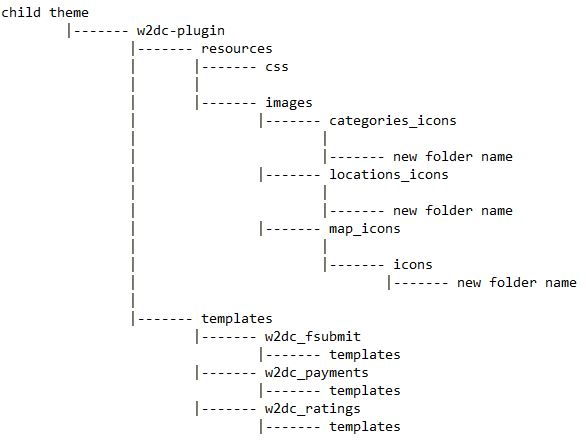 child theme
|------- w2dc-plugin
|------- resources
| |------- css
| |
| |------- images
| |------- categories_icons
| |
| |------- new folder name
| |------- locations_icons
| |
| |------- new folder name
| |------- map_icons
| |
| |------- icons
| |------- new folder name
|
|------- templates
|------- w2dc_fsubmit
|------- templates
|------- w2dc_payments
|------- templates
|------- w2dc_ratings
|------- templates